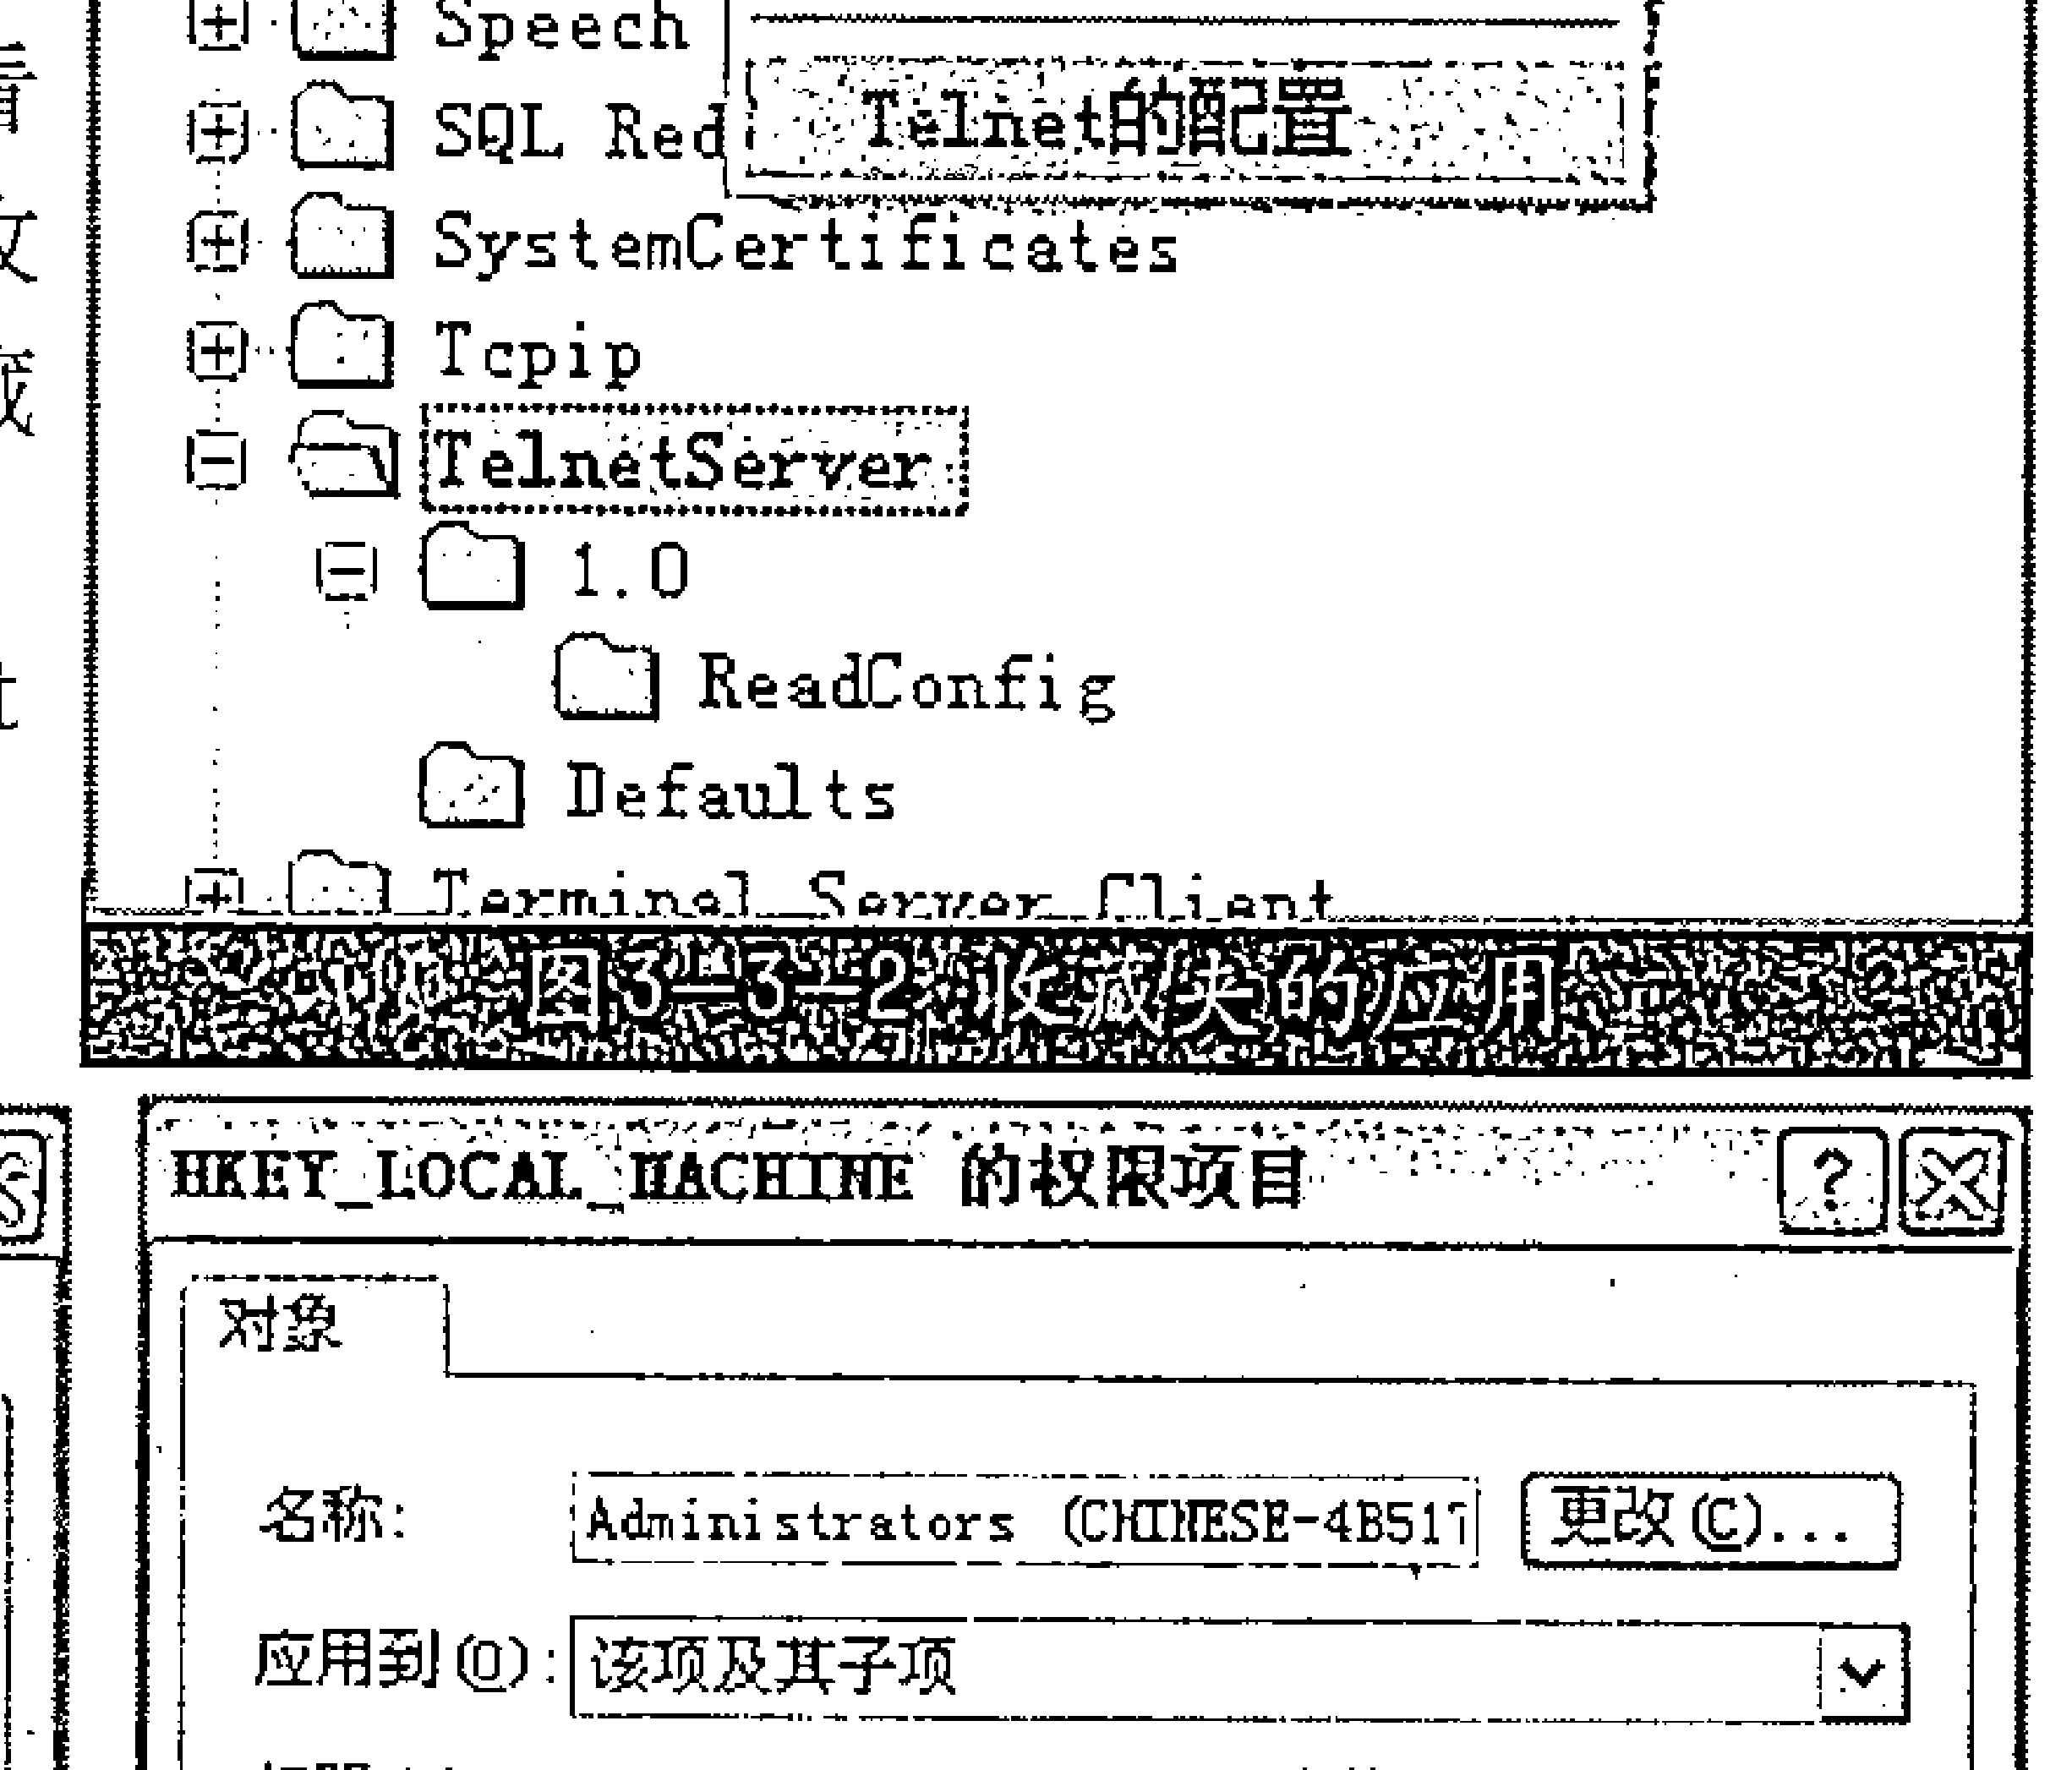 Speech
Telnet的配置
SQL Red
SystemCertificates
Tcpip
TelnetServer
1.0
ReadConfig
Defaults
Terminal Server Client
图3-3-2 收藏夹的应用
HKEY_LOCAL_MACHINE 的权限项目
对象
名称: Administrators (CHINESE-4B517 更改(C)...
应用到(O): 该项及其子项